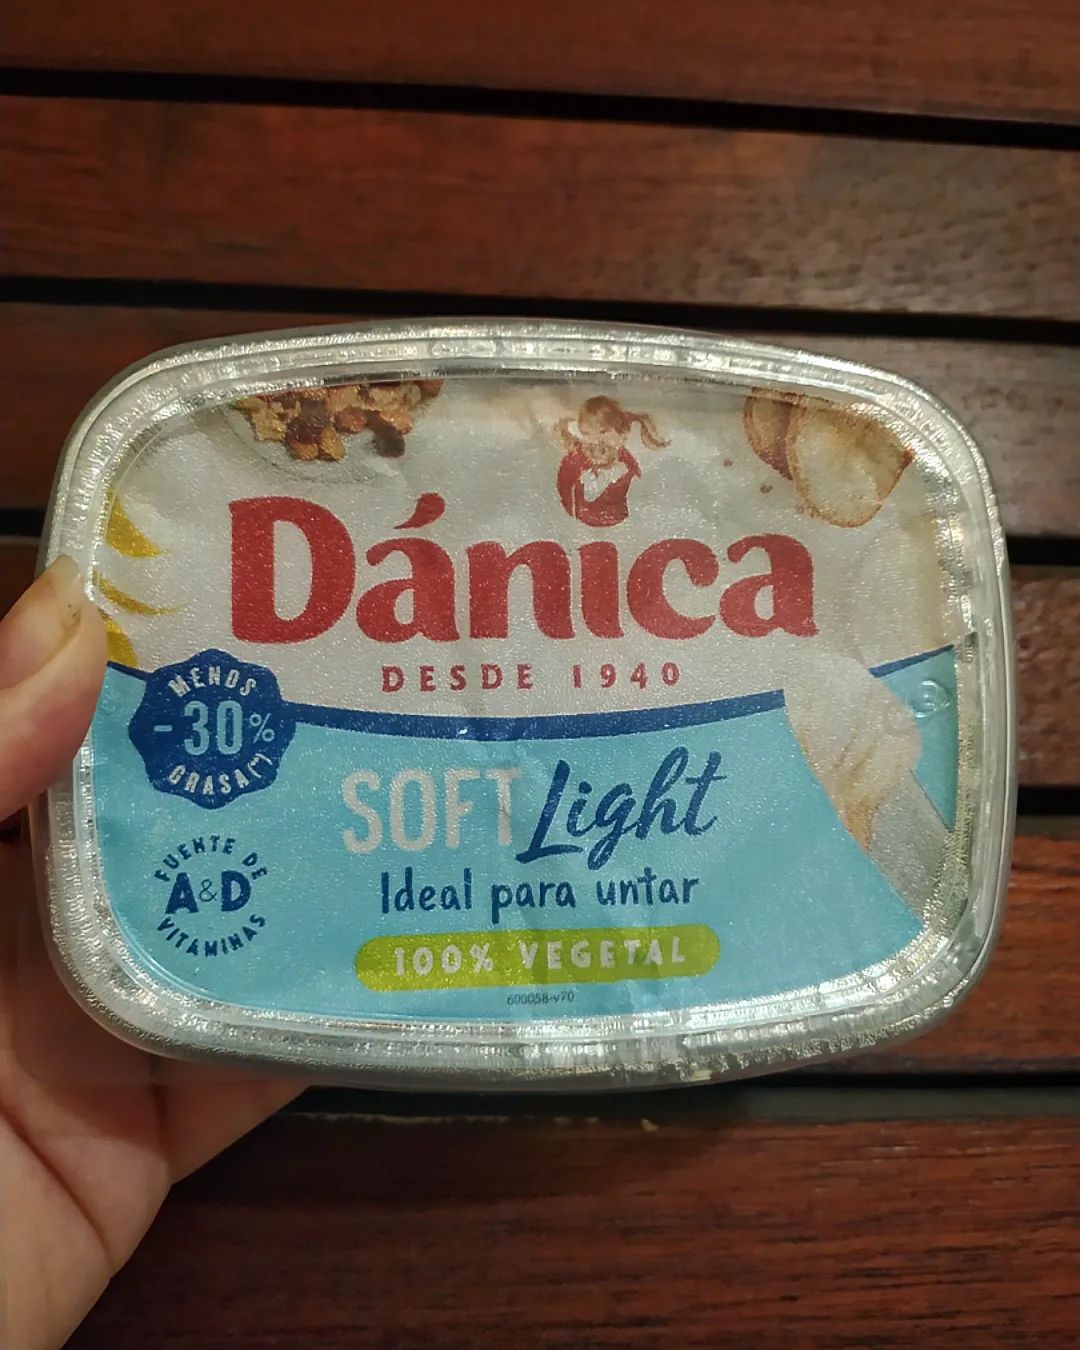 Dánica
DESDE 1940
MENOS
-30%
GRASA(*)
SOFT Light
Ideal para untar
100% VEGETAL
FUENTE DE
A&D
VITAMINAS
600058-v70